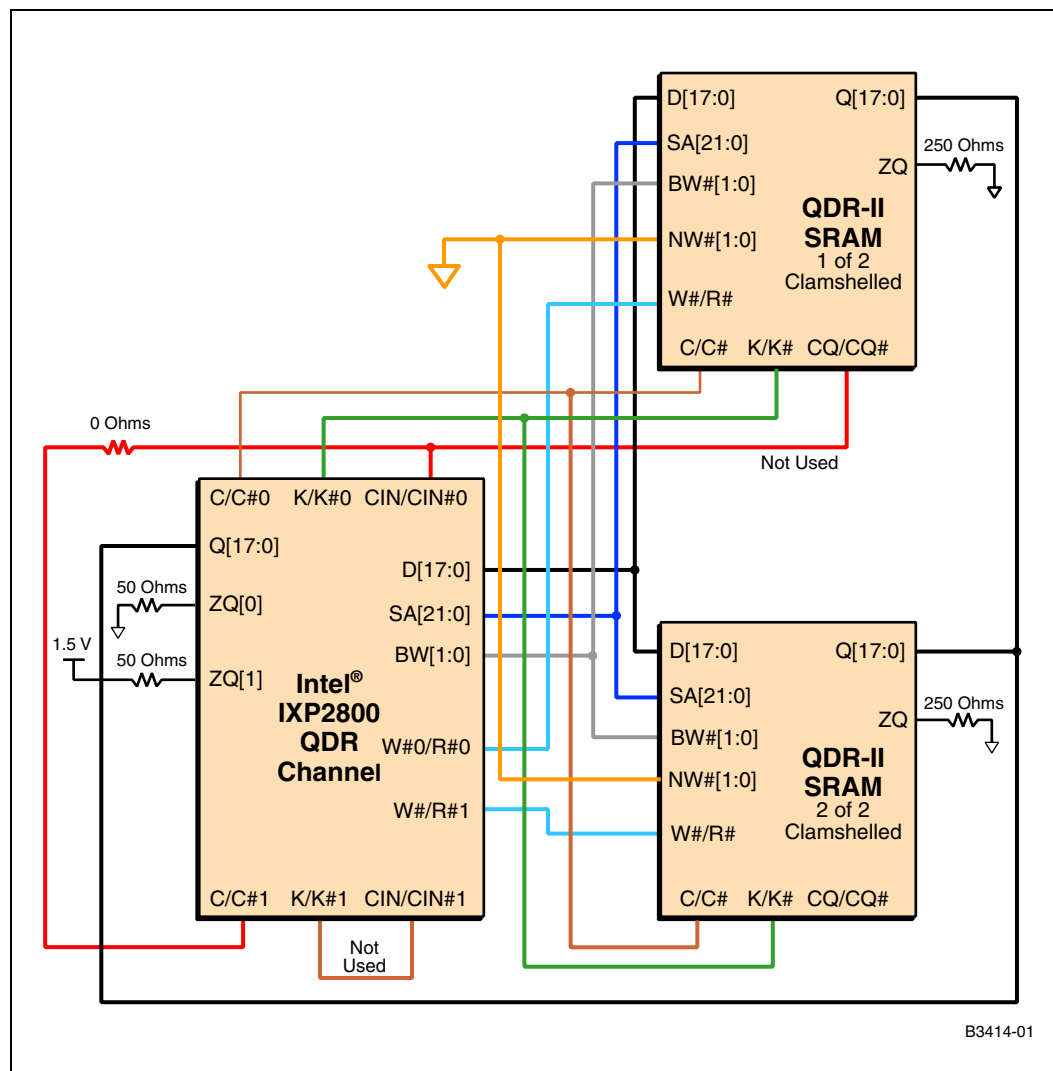 D[17:0]
Q[17:0]
SA[21:0]
250 Ohms
ZQ
BW#[1:0]
QDR-II
SRAM
1 of 2
Clamshelled
NW#[1:0]
W#/R#
C/C#
K/K#
CQ/CQ#
0 Ohms
Not Used
C/C#0
K/K#0
CIN/CIN#0
Q[17:0]
D[17:0]
50 Ohms
ZQ[0]
SA[21:0]
1.5 V
50 Ohms
ZQ[1]
BW[1:0]
Intel®
IXP2800
QDR
Channel
W#0/R#0
W#/R#1
C/C#1
K/K#1
CIN/CIN#1
Not
Used
D[17:0]
Q[17:0]
SA[21:0]
250 Ohms
ZQ
BW#[1:0]
QDR-II
SRAM
2 of 2
Clamshelled
NW#[1:0]
W#/R#
C/C#
K/K#
CQ/CQ#
B3414-01